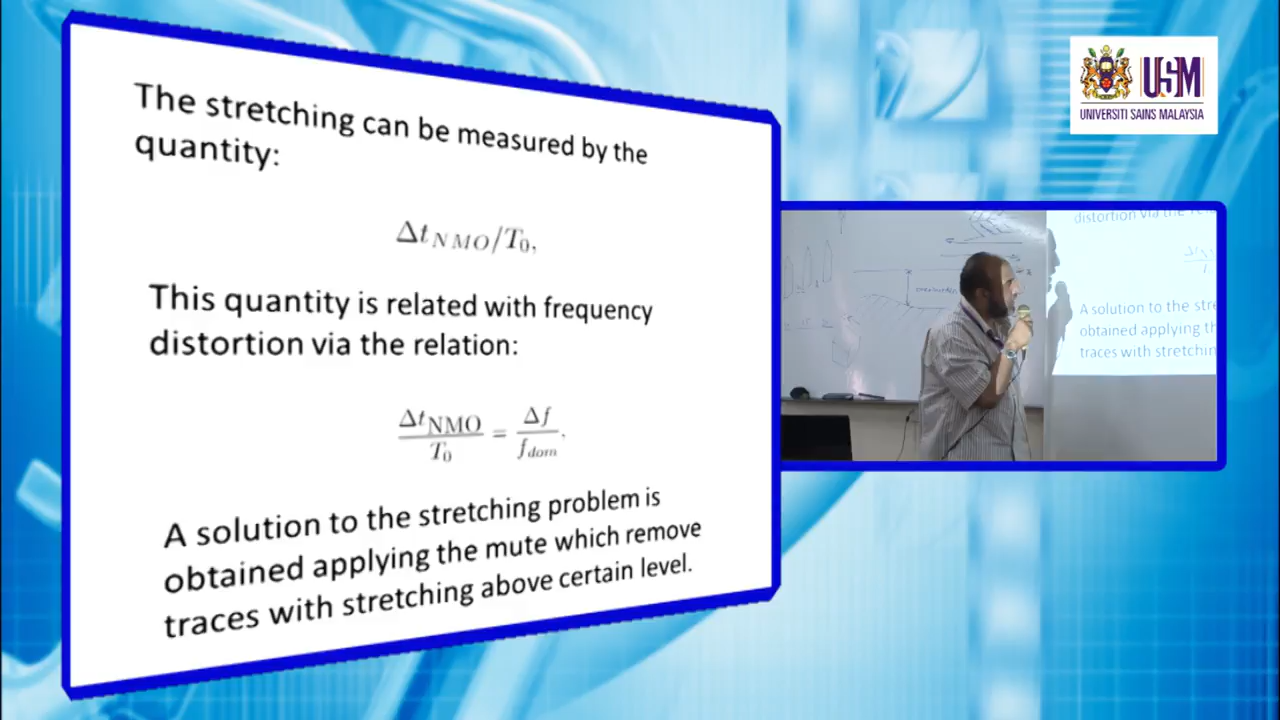 The stretching can be measured by the
quantity:
Δt_NMO/T₀,
This quantity is related with frequency
distortion via the relation:
Δt_NMO/T₀ = Δf/f_dom,
A solution to the stretching problem is
obtained applying the mute which remove
traces with stretching above certain level.
USM
UNIVERSITI SAINS MALAYSIA
distortion via the
A solution to the stre
obtained applying th
traces with stretchin